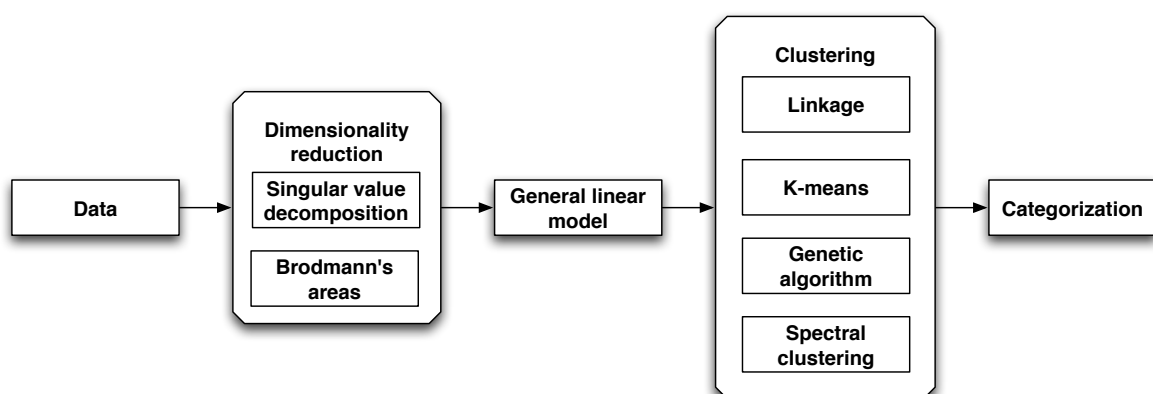 Data
Dimensionality
reduction
Singular value
decomposition
Brodmann's
areas
General linear
model
Clustering
Linkage
K-means
Genetic
algorithm
Spectral
clustering
Categorization